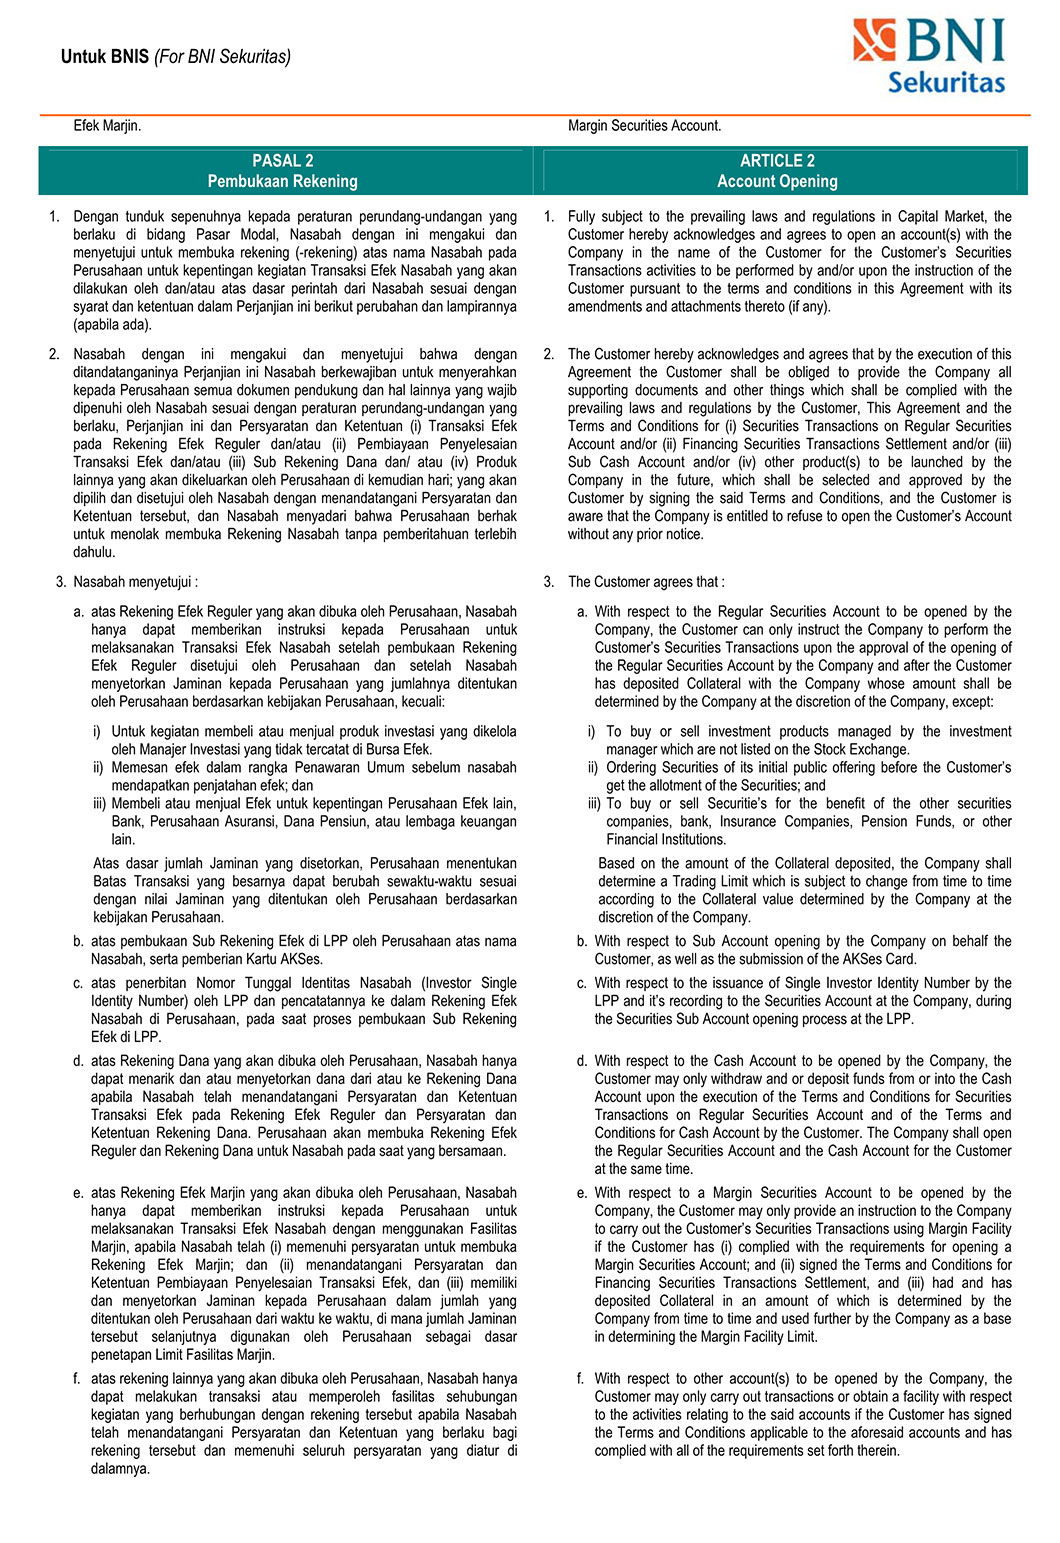 Untuk BNIS (For BNI Sekuritas)
BNI
Sekuritas
Efek Marjin.
PASAL 2
Pembukaan Rekening
1. Dengan tunduk sepenuhnya kepada peraturan perundang-undangan yang
berlaku di bidang Pasar Modal, Nasabah dengan ini mengakui dan
menyetujui untuk membuka rekening (-rekening) atas nama Nasabah pada
Perusahaan untuk kepentingan kegiatan Transaksi Efek Nasabah yang akan
dilakukan oleh dan/atau atas dasar perintah dari Nasabah sesuai dengan
syarat dan ketentuan dalam Perjanjian ini berikut perubahan dan lampirannya
(apabila ada).
2. Nasabah dengan ini mengakui dan menyetujui bahwa dengan
ditandatanganinya Perjanjian ini Nasabah berkewajiban untuk menyerahkan
kepada Perusahaan semua dokumen pendukung dan hal lainnya yang wajib
dipenuhi oleh Nasabah sesuai dengan peraturan perundang-undangan yang
berlaku, Perjanjian ini dan Persyaratan dan Ketentuan (i) Transaksi Efek
pada Rekening Efek Reguler dan/atau (ii) Pembiayaan Penyelesaian
Transaksi Efek dan/atau (iii) Sub Rekening Dana dan/ atau (iv) Produk
lainnya yang akan dikeluarkan oleh Perusahaan di kemudian hari; yang akan
dipilih dan disetujui oleh Nasabah dengan menandatangani Persyaratan dan
Ketentuan tersebut, dan Nasabah menyadari bahwa Perusahaan berhak
untuk menolak membuka Rekening Nasabah tanpa pemberitahuan terlebih
dahulu.
3. Nasabah menyetujui :
a. atas Rekening Efek Reguler yang akan dibuka oleh Perusahaan, Nasabah
hanya dapat memberikan instruksi kepada Perusahaan untuk
melaksanakan Transaksi Efek Nasabah setelah pembukaan Rekening
Efek Reguler disetujui oleh Perusahaan dan setelah Nasabah
menyetorkan Jaminan kepada Perusahaan yang jumlahnya ditentukan
oleh Perusahaan berdasarkan kebijakan Perusahaan, kecuali:
i) Untuk kegiatan membeli atau menjual produk investasi yang dikelola
oleh Manajer Investasi yang tidak tercatat di Bursa Efek.
ii) Memesan efek dalam rangka Penawaran Umum sebelum nasabah
mendapatkan penjatahan efek; dan
iii) Membeli atau menjual Efek untuk kepentingan Perusahaan Efek lain,
Bank, Perusahaan Asuransi, Dana Pensiun, atau lembaga keuangan
lain.
Atas dasar jumlah Jaminan yang disetorkan, Perusahaan menentukan
Batas Transaksi yang besarnya dapat berubah sewaktu-waktu sesuai
dengan nilai Jaminan yang ditentukan oleh Perusahaan berdasarkan
kebijakan Perusahaan.
b. atas pembukaan Sub Rekening Efek di LPP oleh Perusahaan atas nama
Nasabah, serta pemberian Kartu AKSes.
c. atas penerbitan Nomor Tunggal Identitas Nasabah (Investor Single
Identity Number) oleh LPP dan pencatatannya ke dalam Rekening Efek
Nasabah di Perusahaan, pada saat proses pembukaan Sub Rekening
Efek di LPP.
d. atas Rekening Dana yang akan dibuka oleh Perusahaan, Nasabah hanya
dapat menarik dan atau menyetorkan dana dari atau ke Rekening Dana
apabila Nasabah telah menandatangani Persyaratan dan Ketentuan
Transaksi Efek pada Rekening Efek Reguler dan Persyaratan dan
Ketentuan Rekening Dana. Perusahaan akan membuka Rekening Efek
Reguler dan Rekening Dana untuk Nasabah pada saat yang bersamaan.
e. atas Rekening Efek Marjin yang akan dibuka oleh Perusahaan, Nasabah
hanya dapat memberikan instruksi kepada Perusahaan untuk
melaksanakan Transaksi Efek Nasabah dengan menggunakan Fasilitas
Marjin, apabila Nasabah telah (i) memenuhi persyaratan untuk membuka
Rekening Efek Marjin; dan (ii) menandatangani Persyaratan dan
Ketentuan Pembiayaan Penyelesaian Transaksi Efek, dan (iii) memiliki
dan menyetorkan Jaminan kepada Perusahaan dalam jumlah yang
ditentukan oleh Perusahaan dari waktu ke waktu, di mana jumlah Jaminan
tersebut selanjutnya digunakan oleh Perusahaan sebagai dasar
penetapan Limit Fasilitas Marjin.
f. atas rekening lainnya yang akan dibuka oleh Perusahaan, Nasabah hanya
dapat melakukan transaksi atau memperoleh fasilitas sehubungan
kegiatan yang berhubungan dengan rekening tersebut apabila Nasabah
telah menandatangani Persyaratan dan Ketentuan yang berlaku bagi
rekening tersebut dan memenuhi seluruh persyaratan yang diatur di
dalamnya.
Margin Securities Account.
ARTICLE 2
Account Opening
1. Fully subject to the prevailing laws and regulations in Capital Market, the
Customer hereby acknowledges and agrees to open an account(s) with the
Company in the name of the Customer for the Customer's Securities
Transactions activities to be performed by and/or upon the instruction of the
Customer pursuant to the terms and conditions in this Agreement with its
amendments and attachments thereto (if any).
2. The Customer hereby acknowledges and agrees that by the execution of this
Agreement the Customer shall be obliged to provide the Company all
supporting documents and other things which shall be complied with the
prevailing laws and regulations by the Customer, This Agreement and the
Terms and Conditions for (i) Securities Transactions on Regular Securities
Account and/or (ii) Financing Securities Transactions Settlement and/or (iii)
Sub Cash Account and/or (iv) other product(s) to be launched by the
Company in the future, which shall be selected and approved by the
Customer by signing the said Terms and Conditions, and the Customer is
aware that the Company is entitled to refuse to open the Customer's Account
without any prior notice.
3. The Customer agrees that :
a. With respect to the Regular Securities Account to be opened by the
Company, the Customer can only instruct the Company to perform the
Customer's Securities Transactions upon the approval of the opening of
the Regular Securities Account by the Company and after the Customer
has deposited Collateral with the Company whose amount shall be
determined by the Company at the discretion of the Company, except:
i) To buy or sell investment products managed by the investment
manager which are not listed on the Stock Exchange.
ii) Ordering Securities of its initial public offering before the Customer's
get the allotment of the Securities; and
iii) To buy or sell Securitie's for the benefit of the other securities
companies, bank, Insurance Companies, Pension Funds, or other
Financial Institutions.
Based on the amount of the Collateral deposited, the Company shall
determine a Trading Limit which is subject to change from time to time
according to the Collateral value determined by the Company at the
discretion of the Company.
b. With respect to Sub Account opening by the Company on behalf the
Customer, as well as the submission of the AKSes Card.
c. With respect to the issuance of Single Investor Identity Number by the
LPP and it's recording to the Securities Account at the Company, during
the Securities Sub Account opening process at the LPP.
d. With respect to the Cash Account to be opened by the Company, the
Customer may only withdraw and or deposit funds from or into the Cash
Account upon the execution of the Terms and Conditions for Securities
Transactions on Regular Securities Account and of the Terms and
Conditions for Cash Account by the Customer. The Company shall open
the Regular Securities Account and the Cash Account for the Customer
at the same time.
e. With respect to a Margin Securities Account to be opened by the
Company, the Customer may only provide an instruction to the Company
to carry out the Customer's Securities Transactions using Margin Facility
if the Customer has (i) complied with the requirements for opening a
Margin Securities Account; and (ii) signed the Terms and Conditions for
Financing Securities Transactions Settlement, and (iii) had and has
deposited Collateral in an amount of which is determined by the
Company from time to time and used further by the Company as a base
in determining the Margin Facility Limit.
f. With respect to other account(s) to be opened by the Company, the
Customer may only carry out transactions or obtain a facility with respect
to the activities relating to the said accounts if the Customer has signed
the Terms and Conditions applicable to the aforesaid accounts and has
complied with all of the requirements set forth therein.